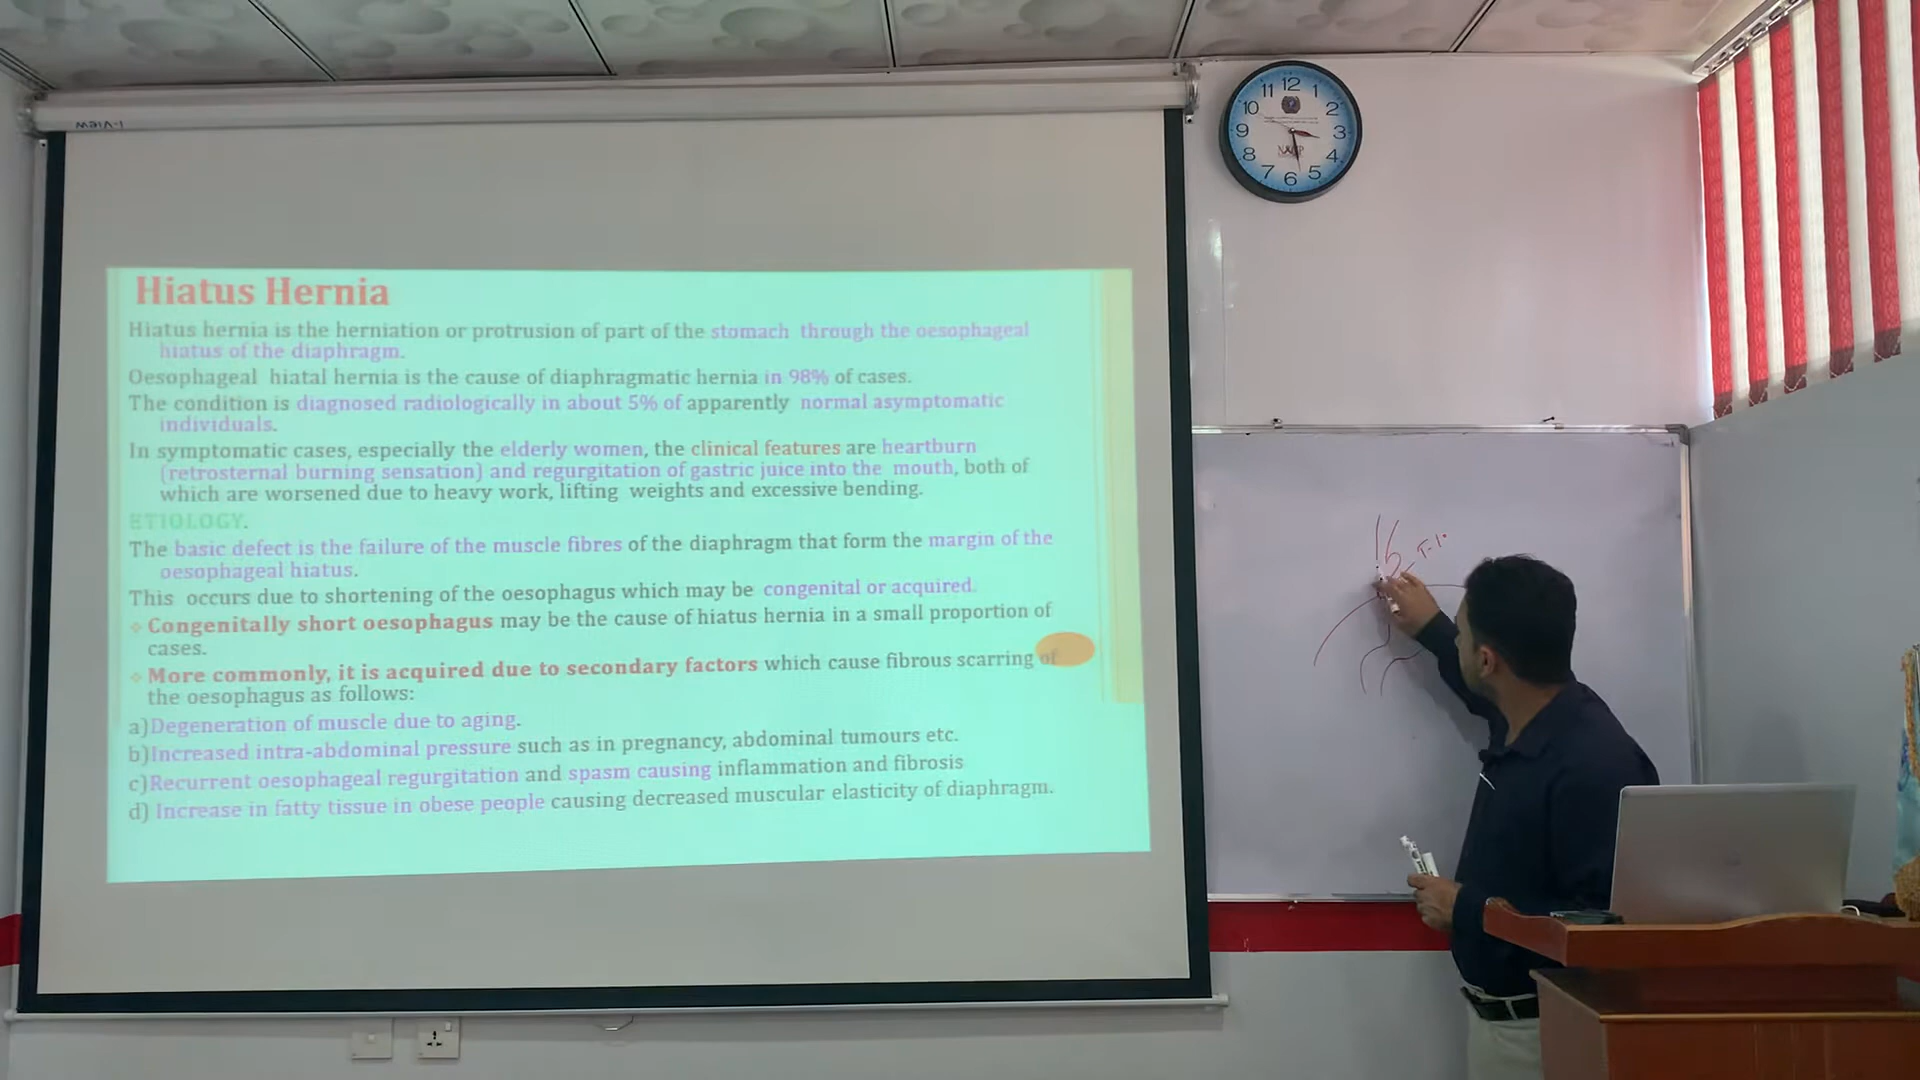 Hiatus Hernia
Hiatus hernia is the herniation or protrusion of part of the stomach through the oesophageal
hiatus of the diaphragm.
Oesophageal hiatal hernia is the cause of diaphragmatic hernia in 98% of cases.
The condition is diagnosed radiologically in about 5% of apparently normal asymptomatic
individuals.
In symptomatic cases, especially the elderly women, the clinical features are heartburn
(retrosternal burning sensation) and regurgitation of gastric juice into the mouth, both of
which are worsened due to heavy work, lifting weights and excessive bending.
ETIOLOGY.
The basic defect is the failure of the muscle fibres of the diaphragm that form the margin of the
oesophageal hiatus.
This occurs due to shortening of the oesophagus which may be congenital or acquired.
Congenitally short oesophagus may be the cause of hiatus hernia in a small proportion of
cases.
More commonly, it is acquired due to secondary factors which cause fibrous scarring of
the oesophagus as follows:
a)Degeneration of muscle due to aging.
b)Increased intra-abdominal pressure such as in pregnancy, abdominal tumours etc.
c)Recurrent oesophageal regurgitation and spasm causing inflammation and fibrosis
d) Increase in fatty tissue in obese people causing decreased muscular elasticity of diaphragm.
I-VIEW
12
11 1
10 2
9 3
8 4
7 5
6